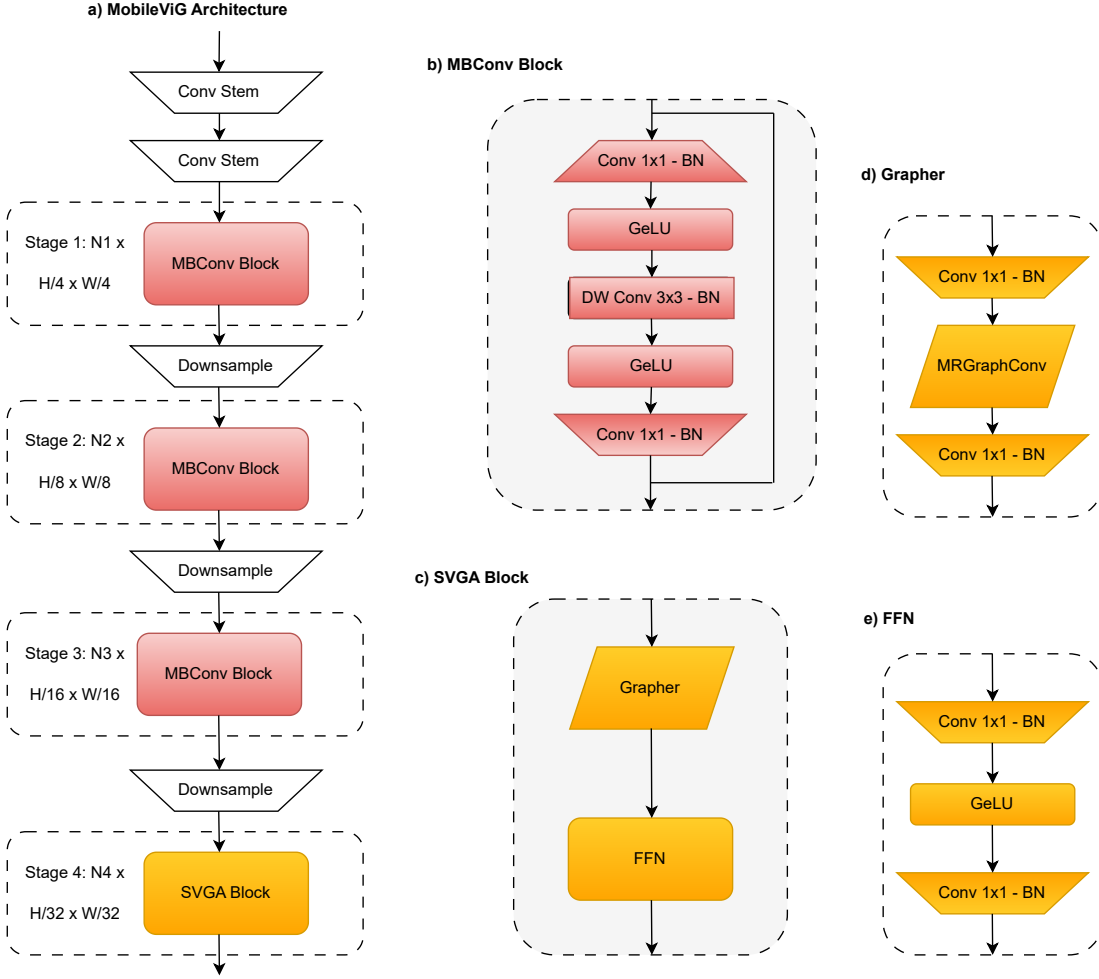 a) MobileViG Architecture
Conv Stem
Conv Stem
Stage 1: N1 x
H/4 x W/4
MBConv Block
Downsample
Stage 2: N2 x
H/8 x W/8
MBConv Block
Downsample
Stage 3: N3 x
H/16 x W/16
MBConv Block
Downsample
Stage 4: N4 x
H/32 x W/32
SVGA Block
b) MBConv Block
Conv 1x1 - BN
GeLU
DW Conv 3x3 - BN
GeLU
Conv 1x1 - BN
c) SVGA Block
Grapher
FFN
d) Grapher
Conv 1x1 - BN
MRGraphConv
Conv 1x1 - BN
e) FFN
Conv 1x1 - BN
GeLU
Conv 1x1 - BN